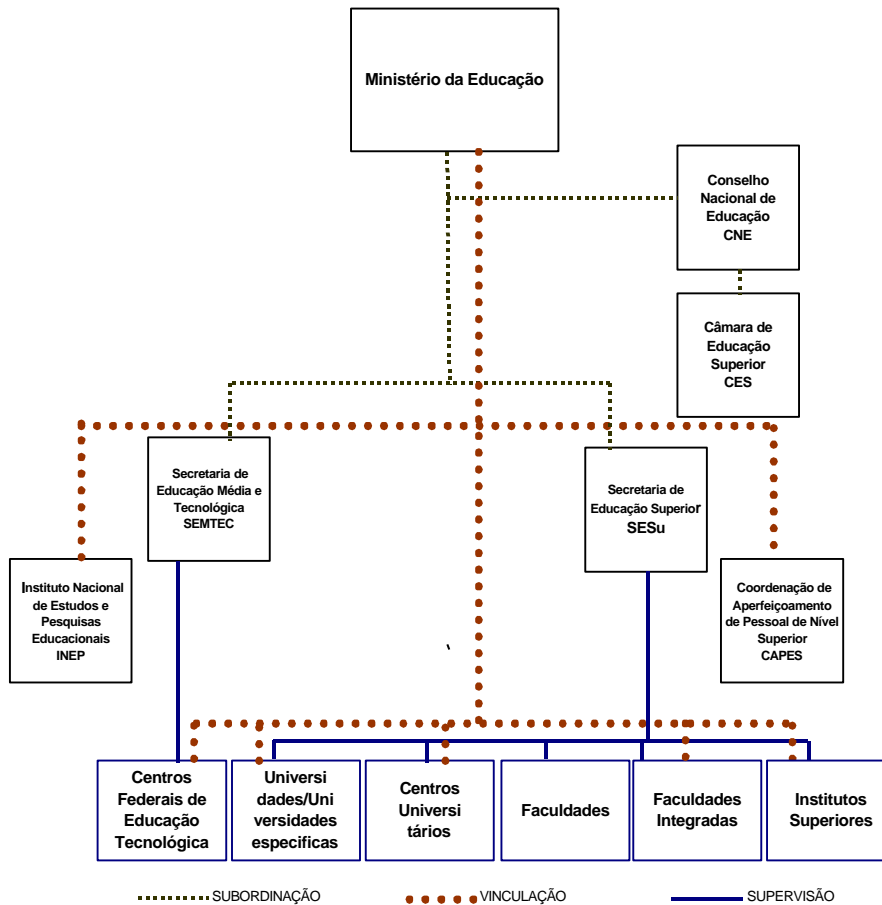 Ministério da Educação
Conselho
Nacional de
Educação
CNE
Câmara de
Educação
Superior
CES
Secretaria de
Educação Média e
Tecnológica
SEMTEC
Secretaria de
Educação Superior
SESu
Instituto Nacional
de Estudos e
Pesquisas
Educacionais
INEP
Coordenação de
Aperfeiçoamento
de Pessoal de Nível
Superior
CAPES
Centros
Federais de
Educação
Tecnológica
Universi
dades/Uni
versidades
especificas
Centros
Universi
tários
Faculdades
Faculdades
Integradas
Institutos
Superiores
SUBORDINAÇÃO
VINCULAÇÃO
SUPERVISÃO